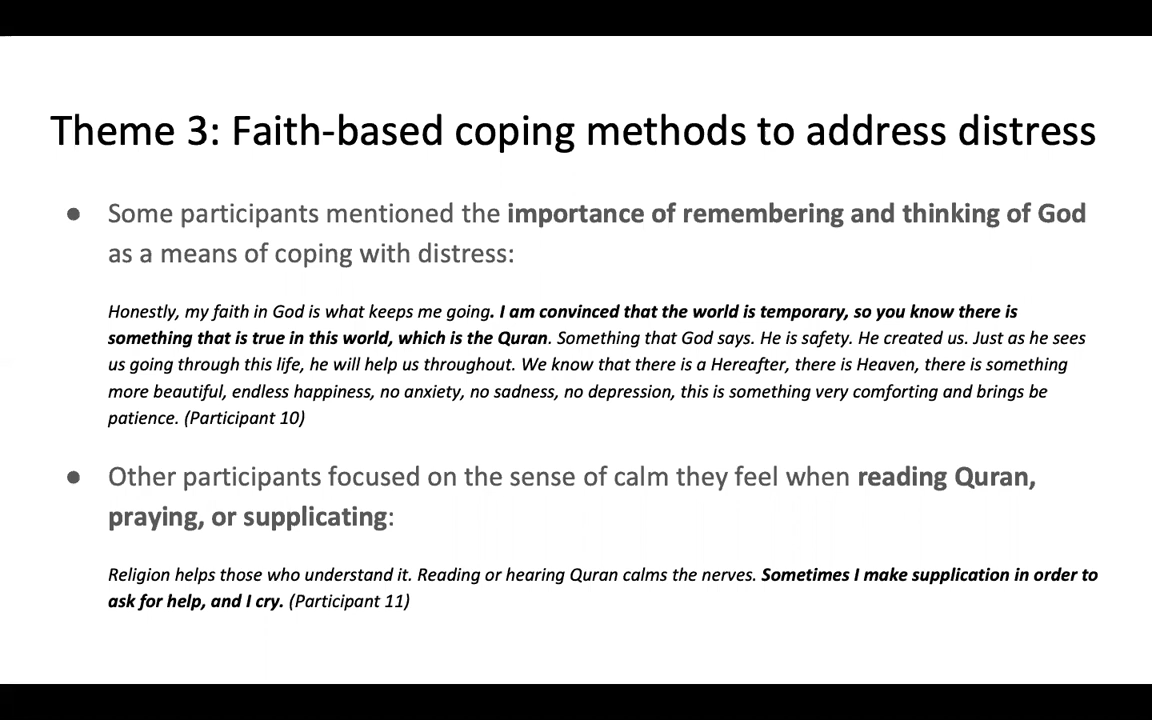 Theme 3: Faith-based coping methods to address distress
● Some participants mentioned the importance of remembering and thinking of God
as a means of coping with distress:
Honestly, my faith in God is what keeps me going. I am convinced that the world is temporary, so you know there is
something that is true in this world, which is the Quran. Something that God says. He is safety. He created us. Just as he sees
us going through this life, he will help us throughout. We know that there is a Hereafter, there is Heaven, there is something
more beautiful, endless happiness, no anxiety, no sadness, no depression, this is something very comforting and brings be
patience. (Participant 10)
● Other participants focused on the sense of calm they feel when reading Quran,
praying, or supplicating:
Religion helps those who understand it. Reading or hearing Quran calms the nerves. Sometimes I make supplication in order to
ask for help, and I cry. (Participant 11)